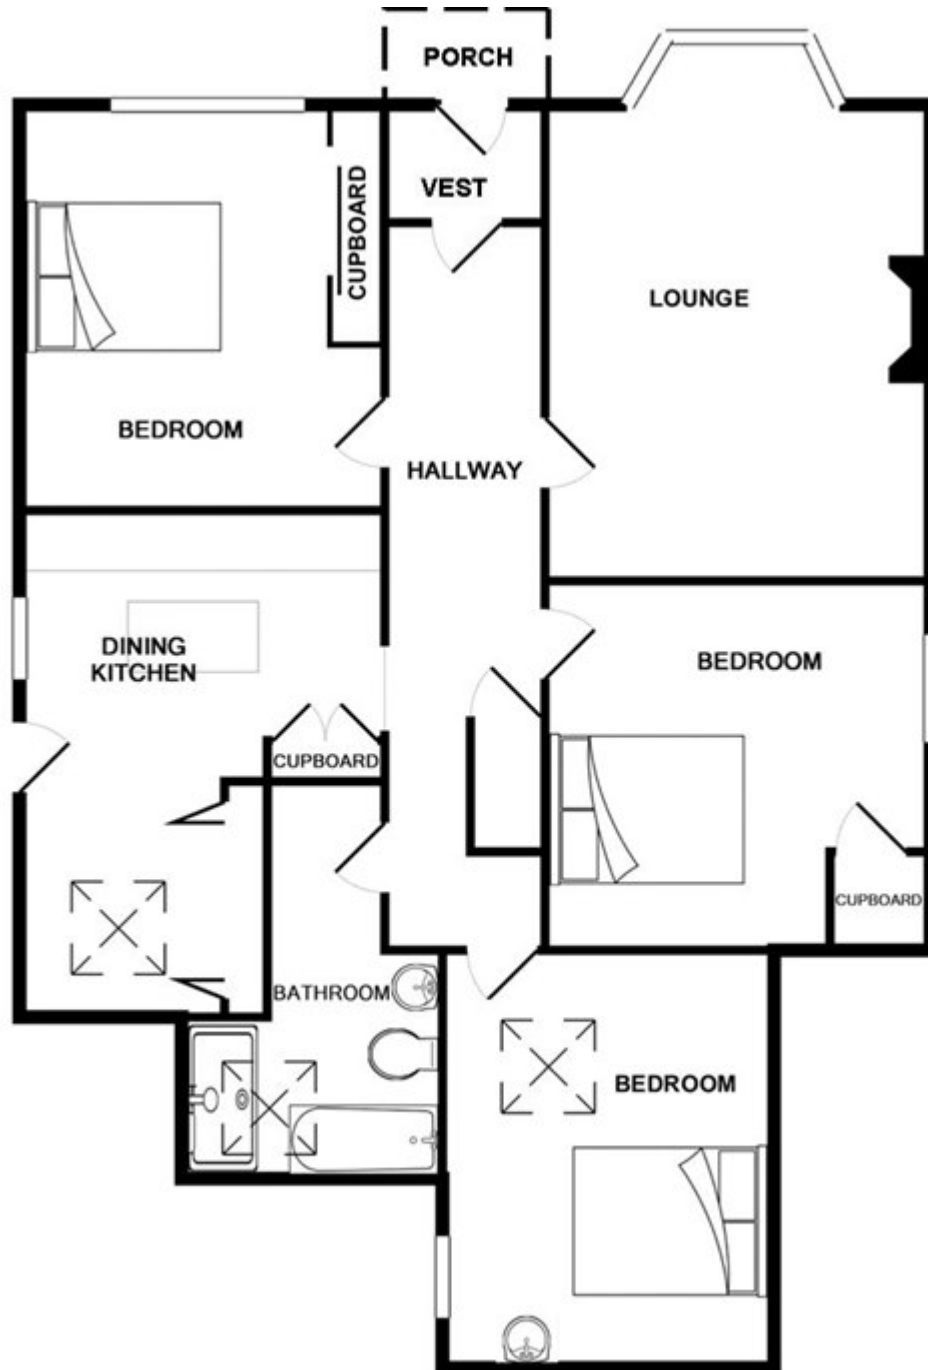 PORCH
VEST
CUPBOARD
LOUNGE
BEDROOM
HALLWAY
DINING
KITCHEN
BEDROOM
CUPBOARD
CUPBOARD
BATHROOM
BEDROOM